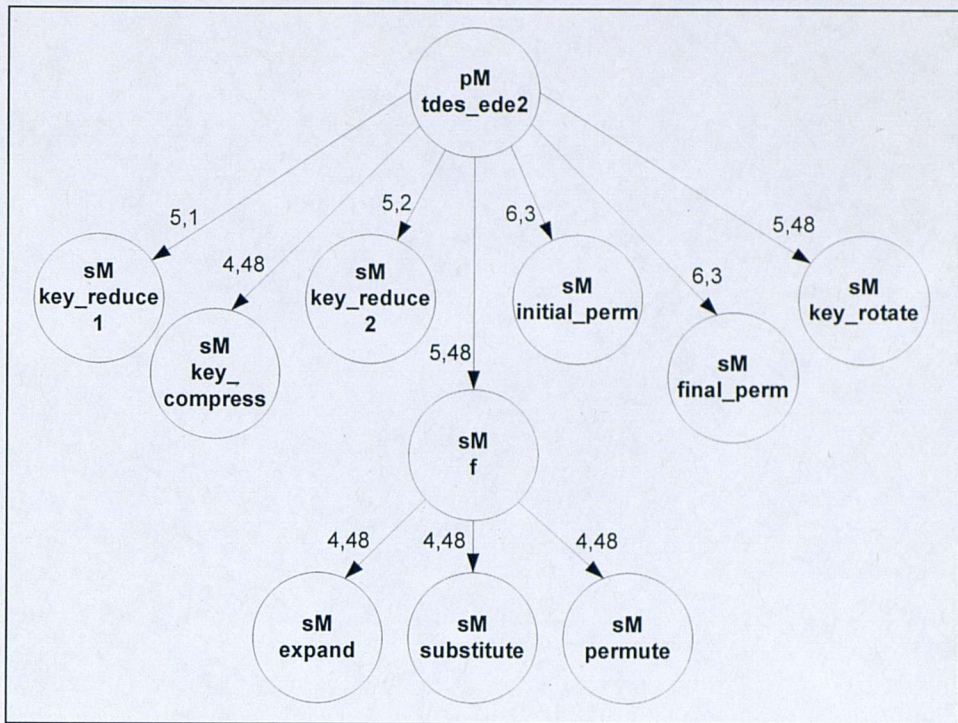 pM
tdes_ede2
5,1
4,48
5,2
5,48
6,3
6,3
5,48
sM
key_reduce
1
sM
key_
compress
sM
key_reduce
2
sM
initial_perm
sM
final_perm
sM
key_rotate
sM
f
4,48
4,48
4,48
sM
expand
sM
substitute
sM
permute